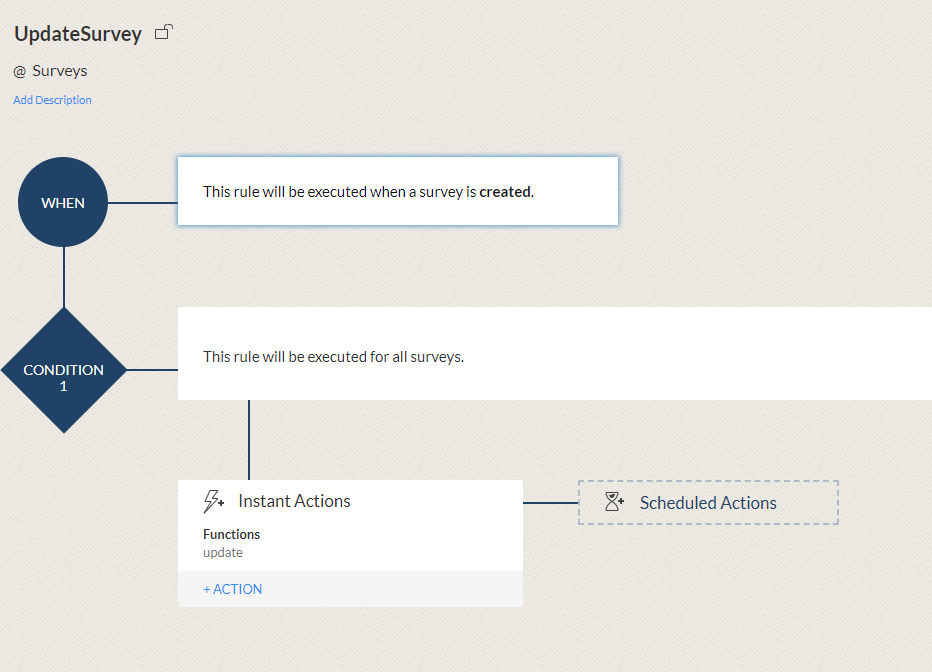 UpdateSurvey
@ Surveys
Add Description
WHEN
This rule will be executed when a survey is created.
CONDITION
1
This rule will be executed for all surveys.
Instant Actions
Functions
update
+ ACTION
Scheduled Actions